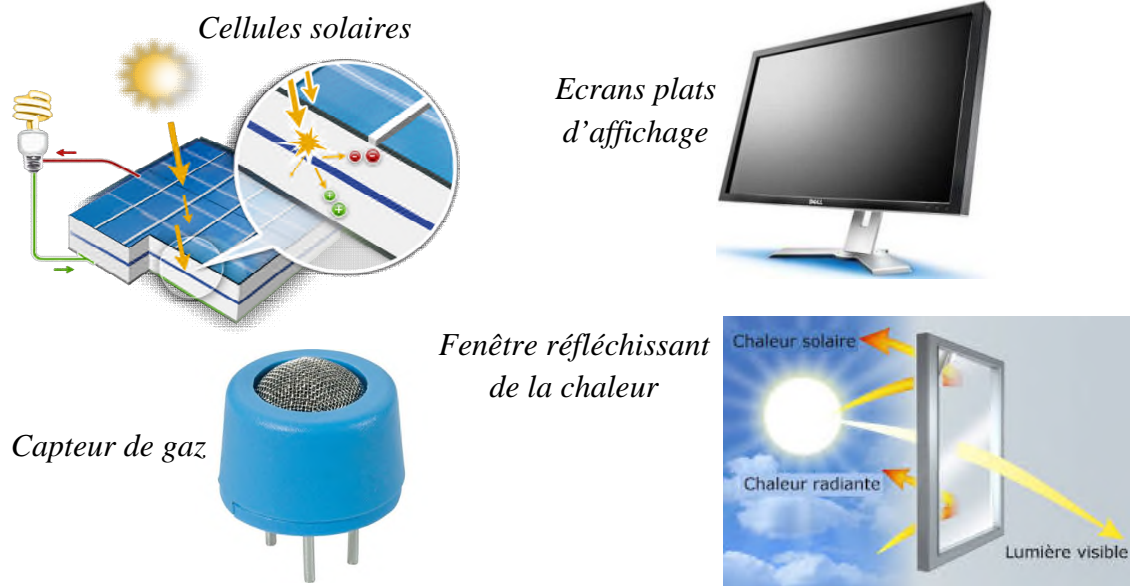 Cellules solaires
Ecrans plats
d’affichage
DELL
Fenêtre réfléchissant
de la chaleur
Capteur de gaz
Chaleur solaire
Chaleur radiante
Lumière visible